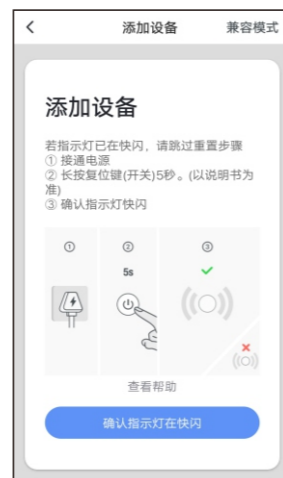 添加设备
兼容模式
添加设备
若指示灯已在快闪，请跳过重置步骤
① 接通电源
② 长按复位键(开关)5秒。(以说明书为
准)
③ 确认指示灯快闪
①
②
③
5s
查看帮助
确认指示灯在快闪